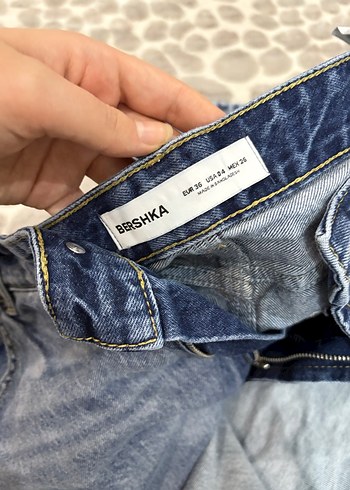 BERSHKA
EUR 36 USA 04 MEX 26
MADE IN BANGLADESH